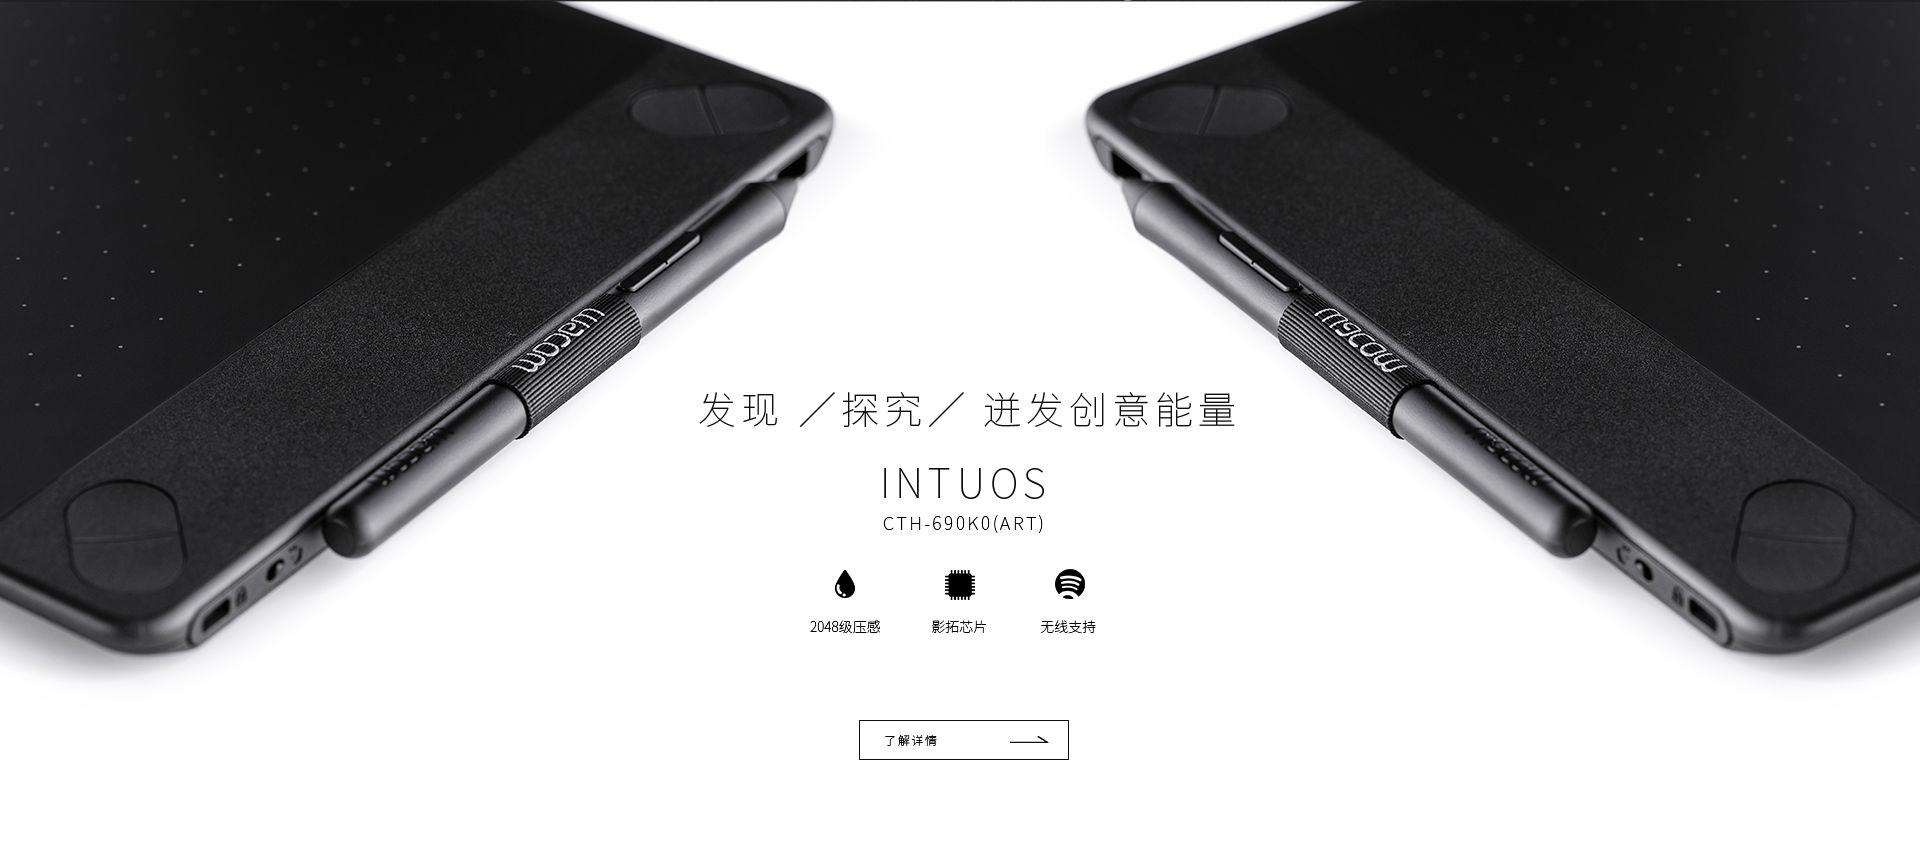 wacom
wacom
发现 ／探究／ 迸发创意能量
INTUOS
CTH-690K0(ART)
2048级压感 影拓芯片 无线支持
了解详情